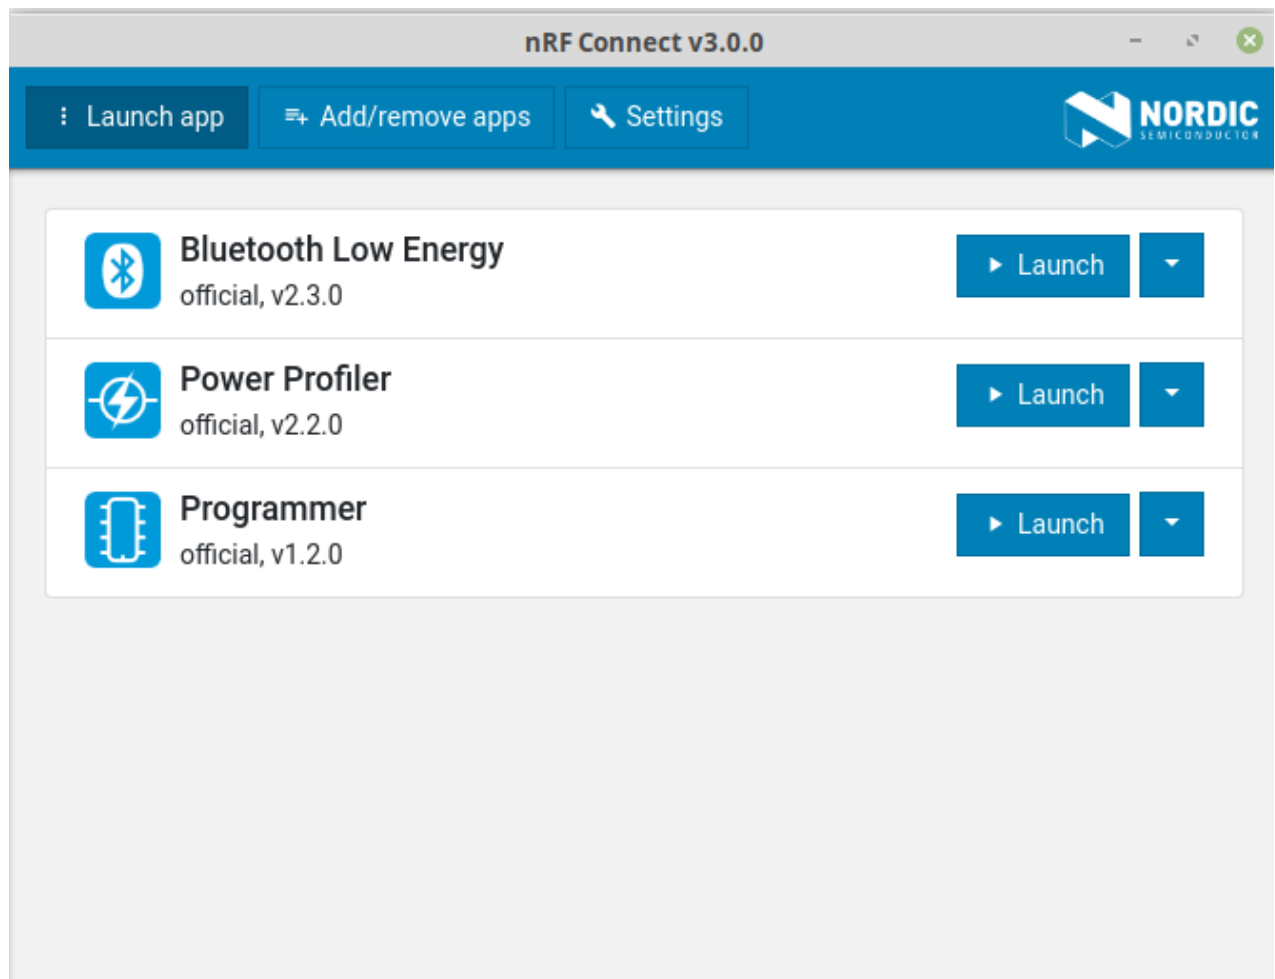 nRF Connect v3.0.0
Launch app Add/remove apps Settings
NORDIC
SEMICONDUCTOR
Bluetooth Low Energy
official, v2.3.0
Launch
Power Profiler
official, v2.2.0
Launch
Programmer
official, v1.2.0
Launch